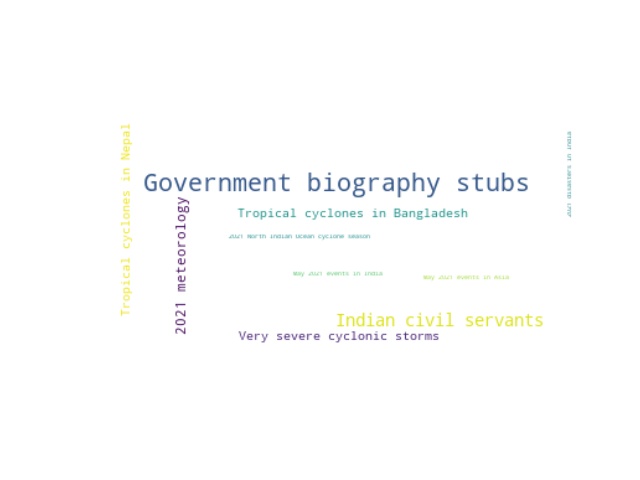 Tropical cyclones in Nepal
Government biography stubs
2021 meteorology
Tropical cyclones in Bangladesh
2021 North Indian Ocean cyclone season
May 2021 events in India
May 2021 events in Asia
Indian civil servants
Very severe cyclonic storms
2021 disasters in India